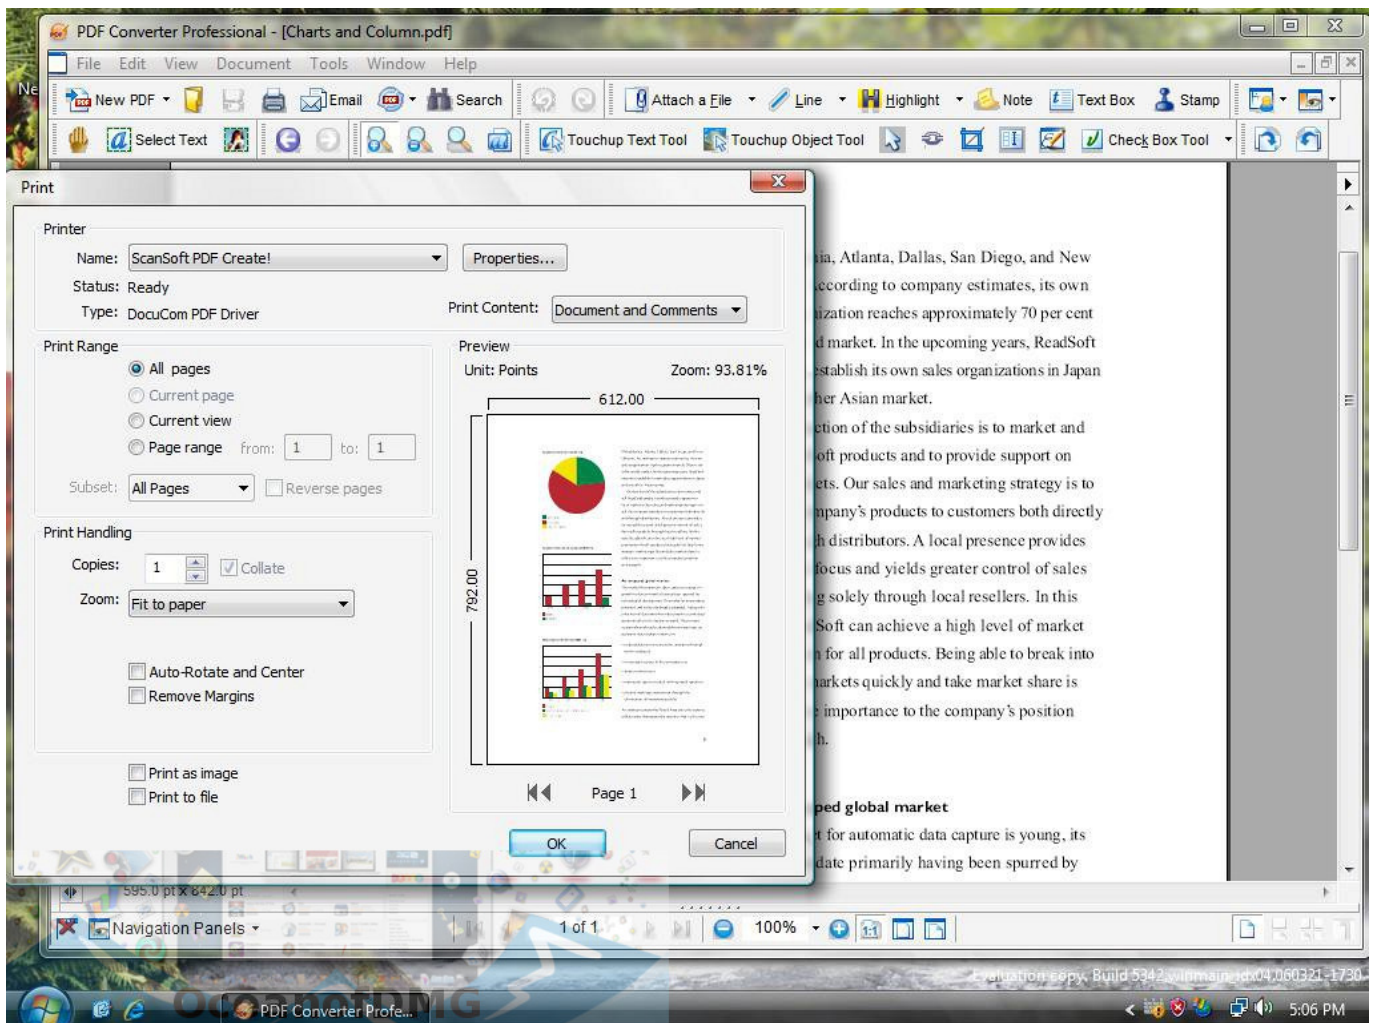 PDF Converter Professional - [Charts and Column.pdf]
File Edit View Document Tools Window Help
Ne
New PDF Email Search Attach a File Line Highlight Note Text Box Stamp
Select Text Touchup Text Tool Touchup Object Tool Check Box Tool
Print
Printer
Name: ScanSoft PDF Create! Properties...
Status: Ready
Type: DocuCom PDF Driver
Print Content: Document and Comments
Print Range
All pages
Current page
Current view
Page range from: 1 to: 1
Subset: All Pages Reverse pages
Print Handling
Copies: 1 Collate
Zoom: Fit to paper
Auto-Rotate and Center
Remove Margins
Print as image
Print to file
Preview
Unit: Points Zoom: 93.81%
612.00
792.00
Page 1
OK Cancel
ia, Atlanta, Dallas, San Diego, and New
ccording to company estimates, its own
ization reaches approximately 70 per cent
d market. In the upcoming years, ReadSoft
establish its own sales organizations in Japan
her Asian market.
ction of the subsidiaries is to market and
oft products and to provide support on
ets. Our sales and marketing strategy is to
mpany's products to customers both directly
h distributors. A local presence provides
focus and yields greater control of sales
g solely through local resellers. In this
Soft can achieve a high level of market
n for all products. Being able to break into
markets quickly and take market share is
e importance to the company's position
h.
ped global market
t for automatic data capture is young, its
date primarily having been spurred by
595.0 pt x 842.0 pt
Navigation Panels 1 of 1 100% 1:1
Evaluation copy. Build 5342.winmain_idx04.060321-1730
OceanofDMG
PDF Converter Profe... 5:06 PM